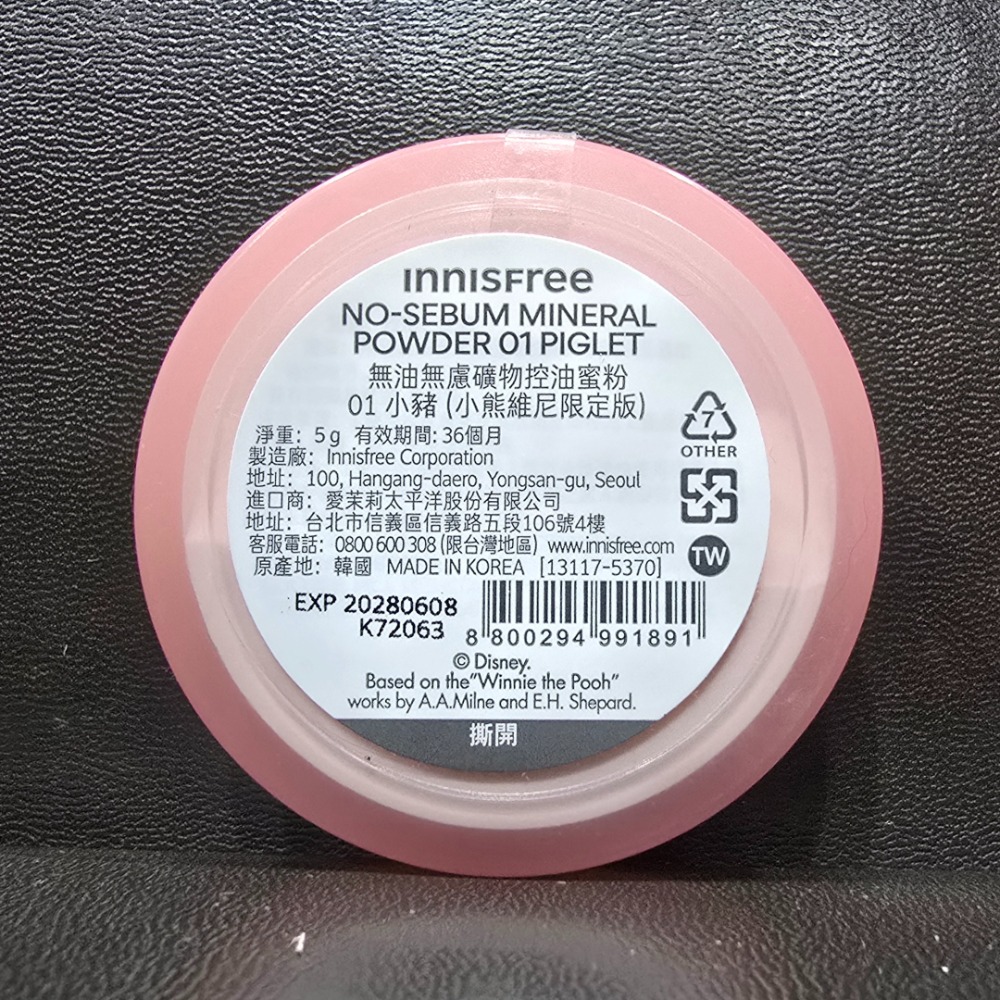 INNISFree
NO-SEBUM MINERAL
POWDER 01 PIGLET
無油無慮礦物控油蜜粉
01 小豬 (小熊維尼限定版)
淨重: 5g 有效期間: 36個月
製造廠: Innisfree Corporation
地址: 100, Hangang-daero, Yongsan-gu, Seoul
進口商: 愛茉莉太平洋股份有限公司
地址: 台北市信義區信義路五段106號4樓
客服電話: 0800 600 308 (限台灣地區) www.innisfree.com
原產地: 韓國 MADE IN KOREA [13117-5370]
7
OTHER
TW
EXP 20280608
K72063
8 800294 991891
© Disney.
Based on the"Winnie the Pooh"
works by A.A.Milne and E.H. Shepard.
撕開